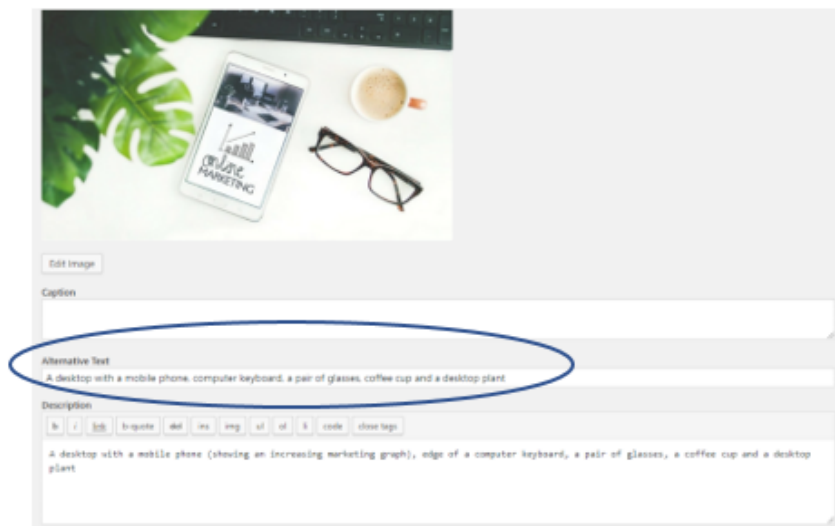 online
MARKETING
Edit Image
Caption
Alternative Text
A desktop with a mobile phone, computer keyboard, a pair of glasses, coffee cup and a desktop plant
Description
b i link b-quote del ins img ul ol li code close tags
A desktop with a mobile phone (showing an increasing marketing graph), edge of a computer keyboard, a pair of glasses, a coffee cup and a desktop
plant